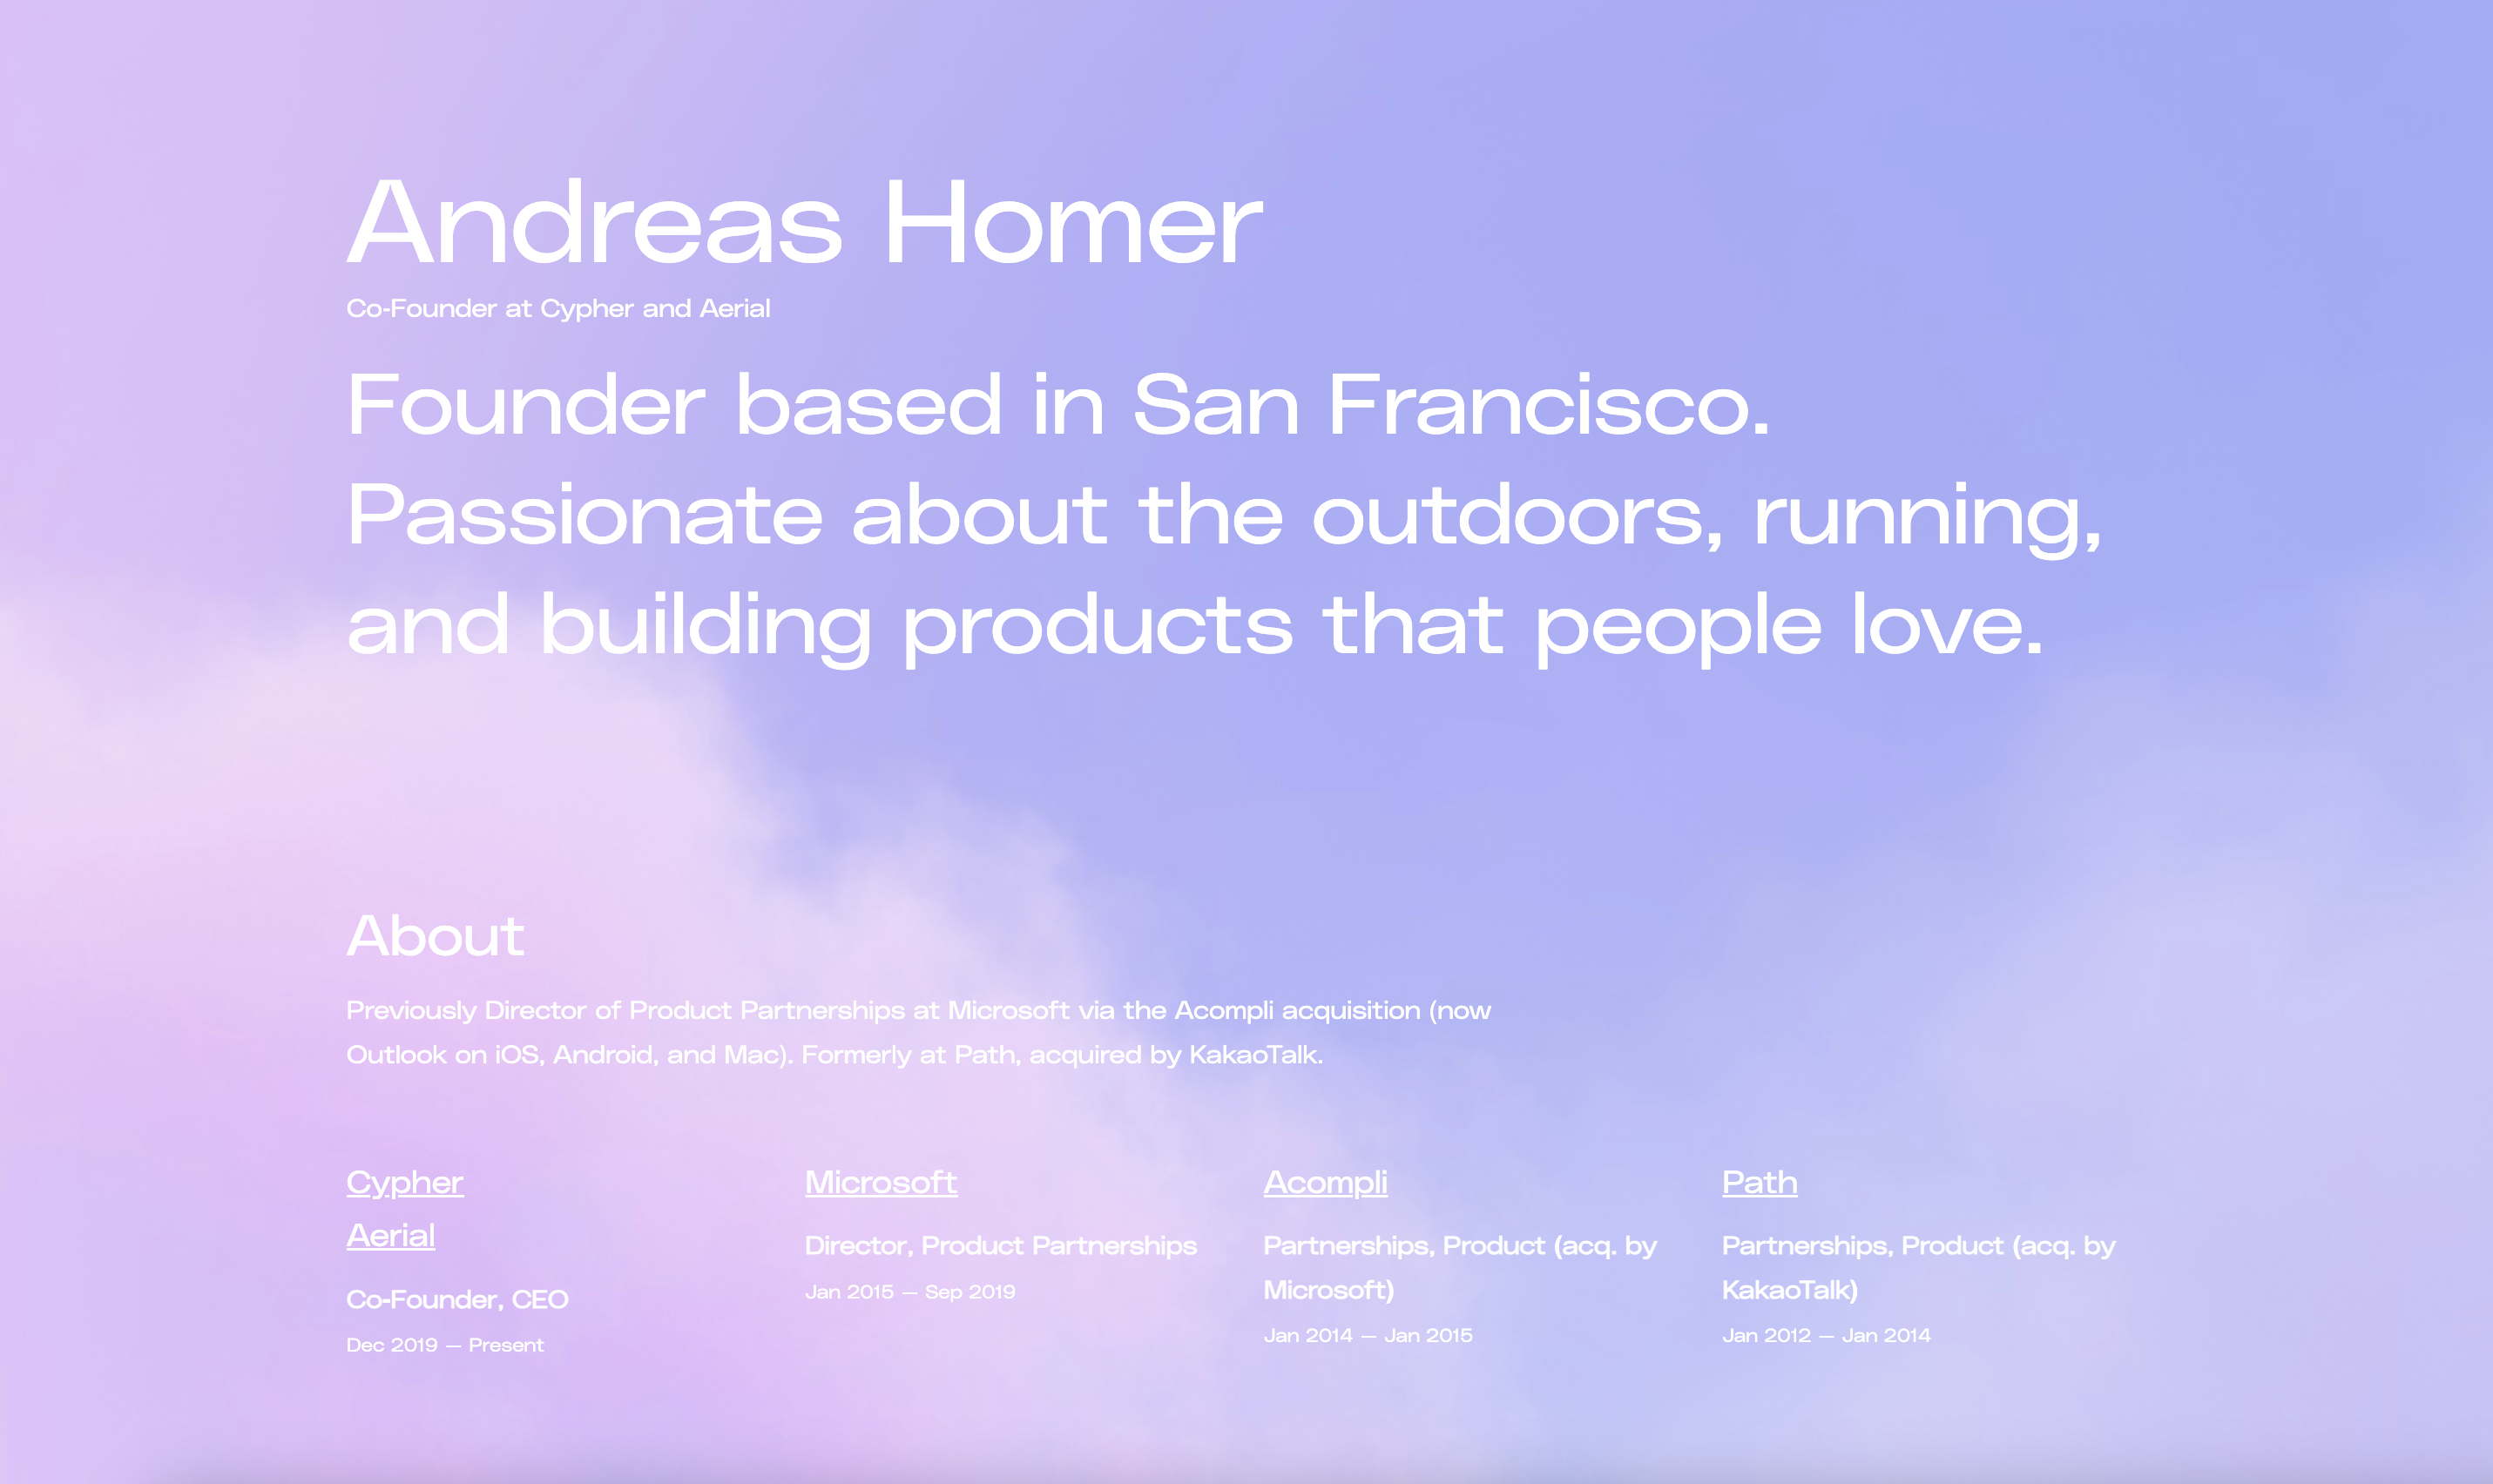 Andreas Homer
Co-Founder at Cypher and Aerial
Founder based in San Francisco.
Passionate about the outdoors, running,
and building products that people love.
About
Previously Director of Product Partnerships at Microsoft via the Acompli acquisition (now
Outlook on iOS, Android, and Mac). Formerly at Path, acquired by KakaoTalk.
Cypher
Aerial
Co-Founder, CEO
Dec 2019 — Present
Microsoft
Director, Product Partnerships
Jan 2015 — Sep 2019
Acompli
Partnerships, Product (acq. by
Microsoft)
Jan 2014 — Jan 2015
Path
Partnerships, Product (acq. by
KakaoTalk)
Jan 2012 — Jan 2014